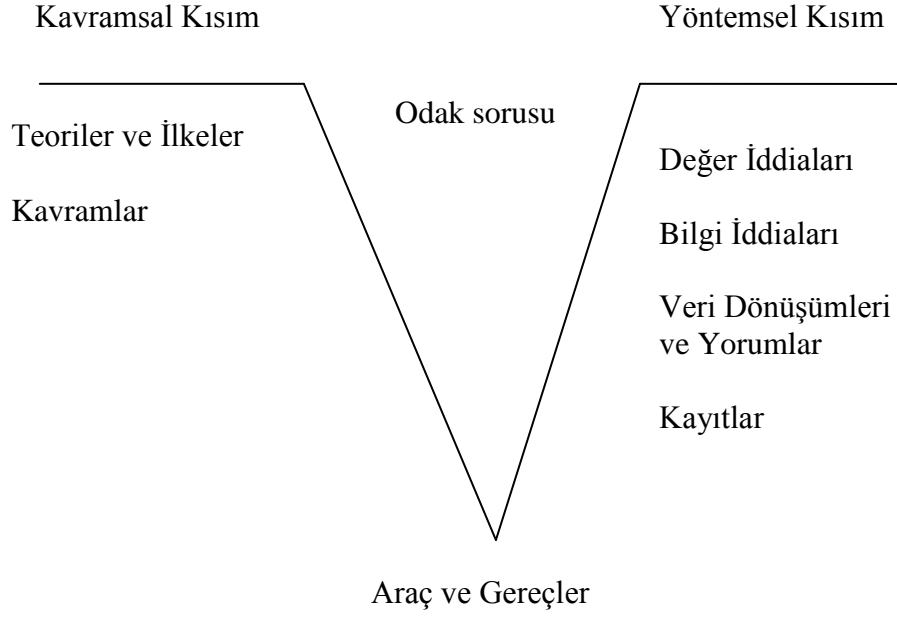 Kavramsal Kısım
Yöntemsel Kısım
Odak sorusu
Teoriler ve İlkeler
Kavramlar
Değer İddiaları
Bilgi İddiaları
Veri Dönüşümleri
ve Yorumlar
Kayıtlar
Araç ve Gereçler